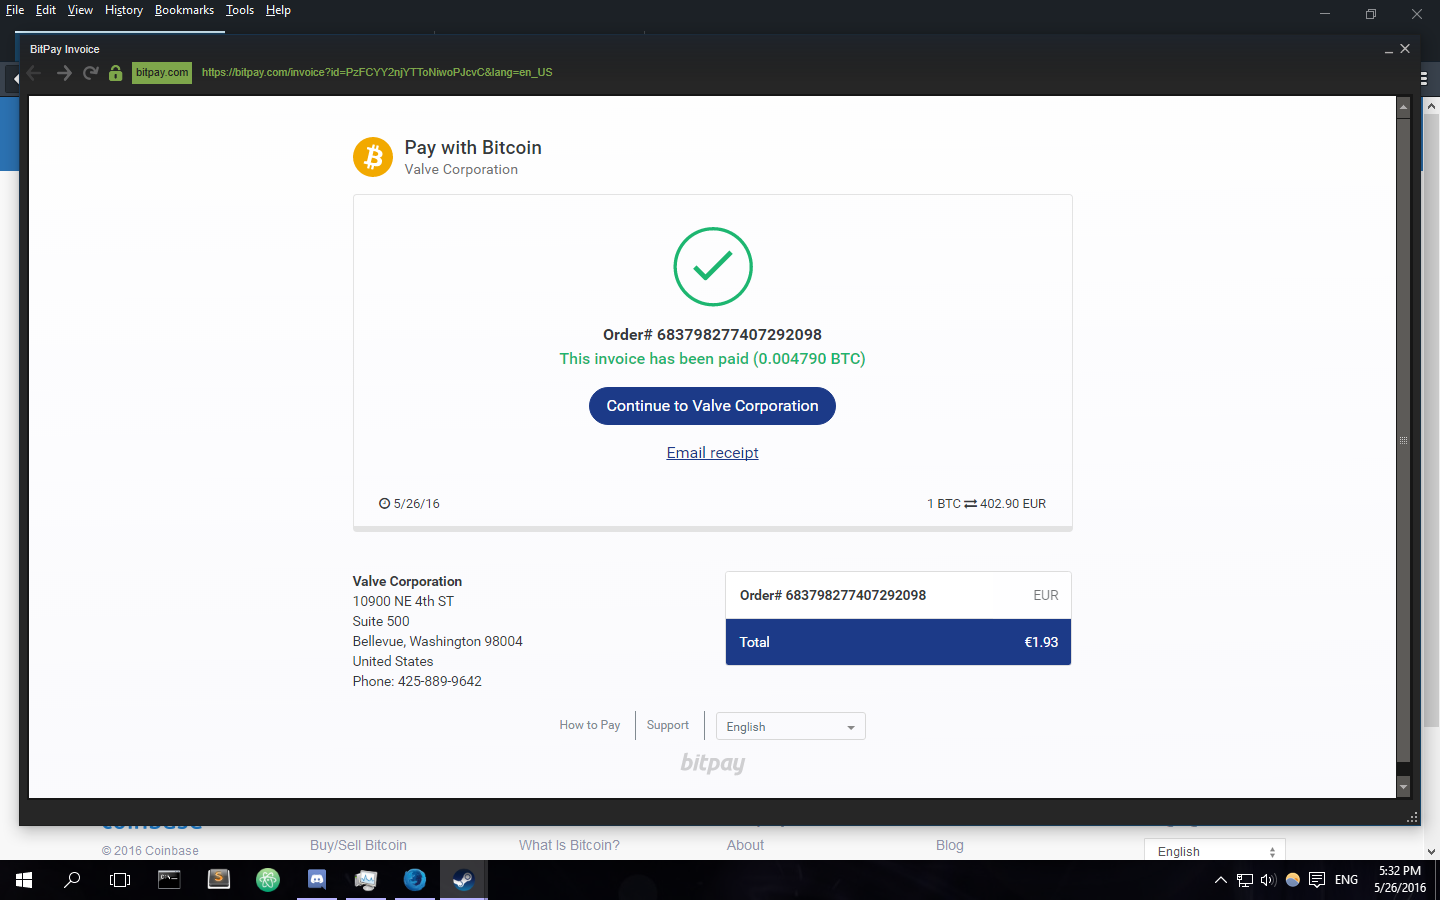 File Edit View History Bookmarks Tools Help
BitPay Invoice
bitpay.com https://bitpay.com/invoice?id=PzFCYY2njYTToNiwoPJcvC&lang=en_US
Pay with Bitcoin
Valve Corporation
Order# 683798277407292098
This invoice has been paid (0.004790 BTC)
Continue to Valve Corporation
Email receipt
5/26/16 1 BTC ⇄ 402.90 EUR
Valve Corporation
10900 NE 4th ST
Suite 500
Bellevue, Washington 98004
United States
Phone: 425-889-9642
Order# 683798277407292098 EUR
Total €1.93
How to Pay Support English
bitpay
coinbase
© 2016 Coinbase Buy/Sell Bitcoin What Is Bitcoin? About Blog English
ENG 5:32 PM
5/26/2016